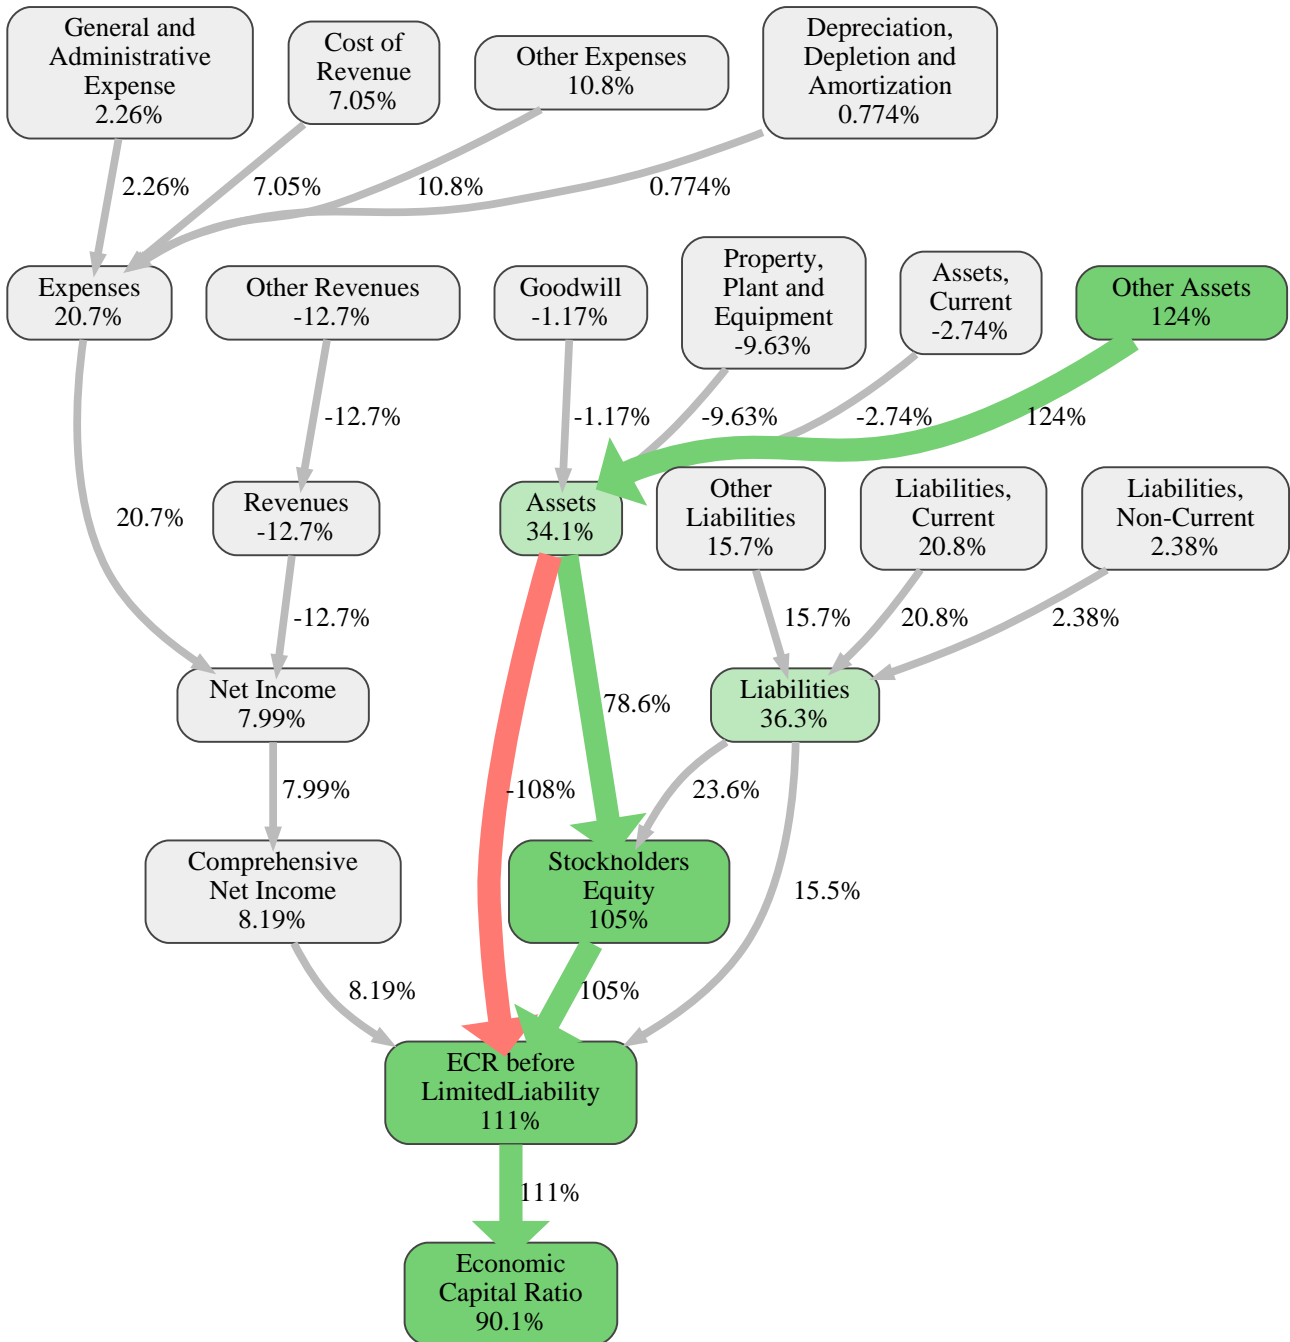 General and
Administrative
Expense
2.26%
Cost of
Revenue
7.05%
Other Expenses
10.8%
Depreciation,
Depletion and
Amortization
0.774%
2.26%
7.05%
10.8%
0.774%
Expenses
20.7%
Other Revenues
-12.7%
Goodwill
-1.17%
Property,
Plant and
Equipment
-9.63%
Assets,
Current
-2.74%
Other Assets
124%
-12.7%
-1.17%
-9.63%
-2.74%
124%
20.7%
Revenues
-12.7%
Assets
34.1%
Other
Liabilities
15.7%
Liabilities,
Current
20.8%
Liabilities,
Non-Current
2.38%
-12.7%
15.7%
20.8%
2.38%
Net Income
7.99%
78.6%
Liabilities
36.3%
7.99%
-108%
23.6%
Comprehensive
Net Income
8.19%
Stockholders
Equity
105%
15.5%
8.19%
105%
ECR before
LimitedLiability
111%
111%
Economic
Capital Ratio
90.1%